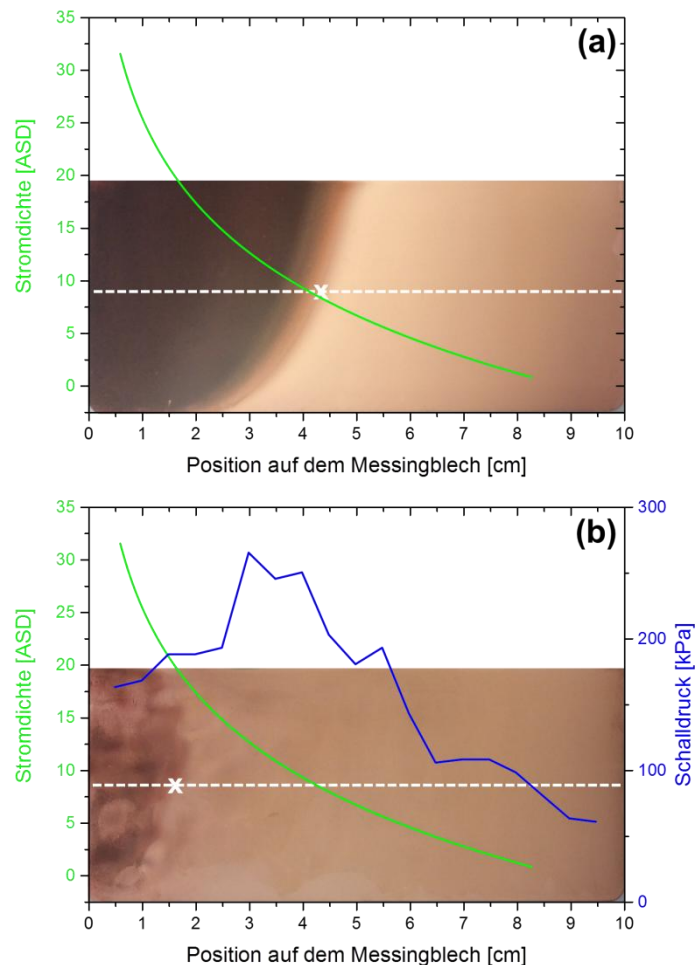 (a)
35
30
25
20
15
10
5
0
Stromdichte [ASD]
0 1 2 3 4 5 6 7 8 9 10
Position auf dem Messingblech [cm]
(b)
35
30
25
20
15
10
5
0
Stromdichte [ASD]
300
200
100
0
Schalldruck [kPa]
0 1 2 3 4 5 6 7 8 9 10
Position auf dem Messingblech [cm]